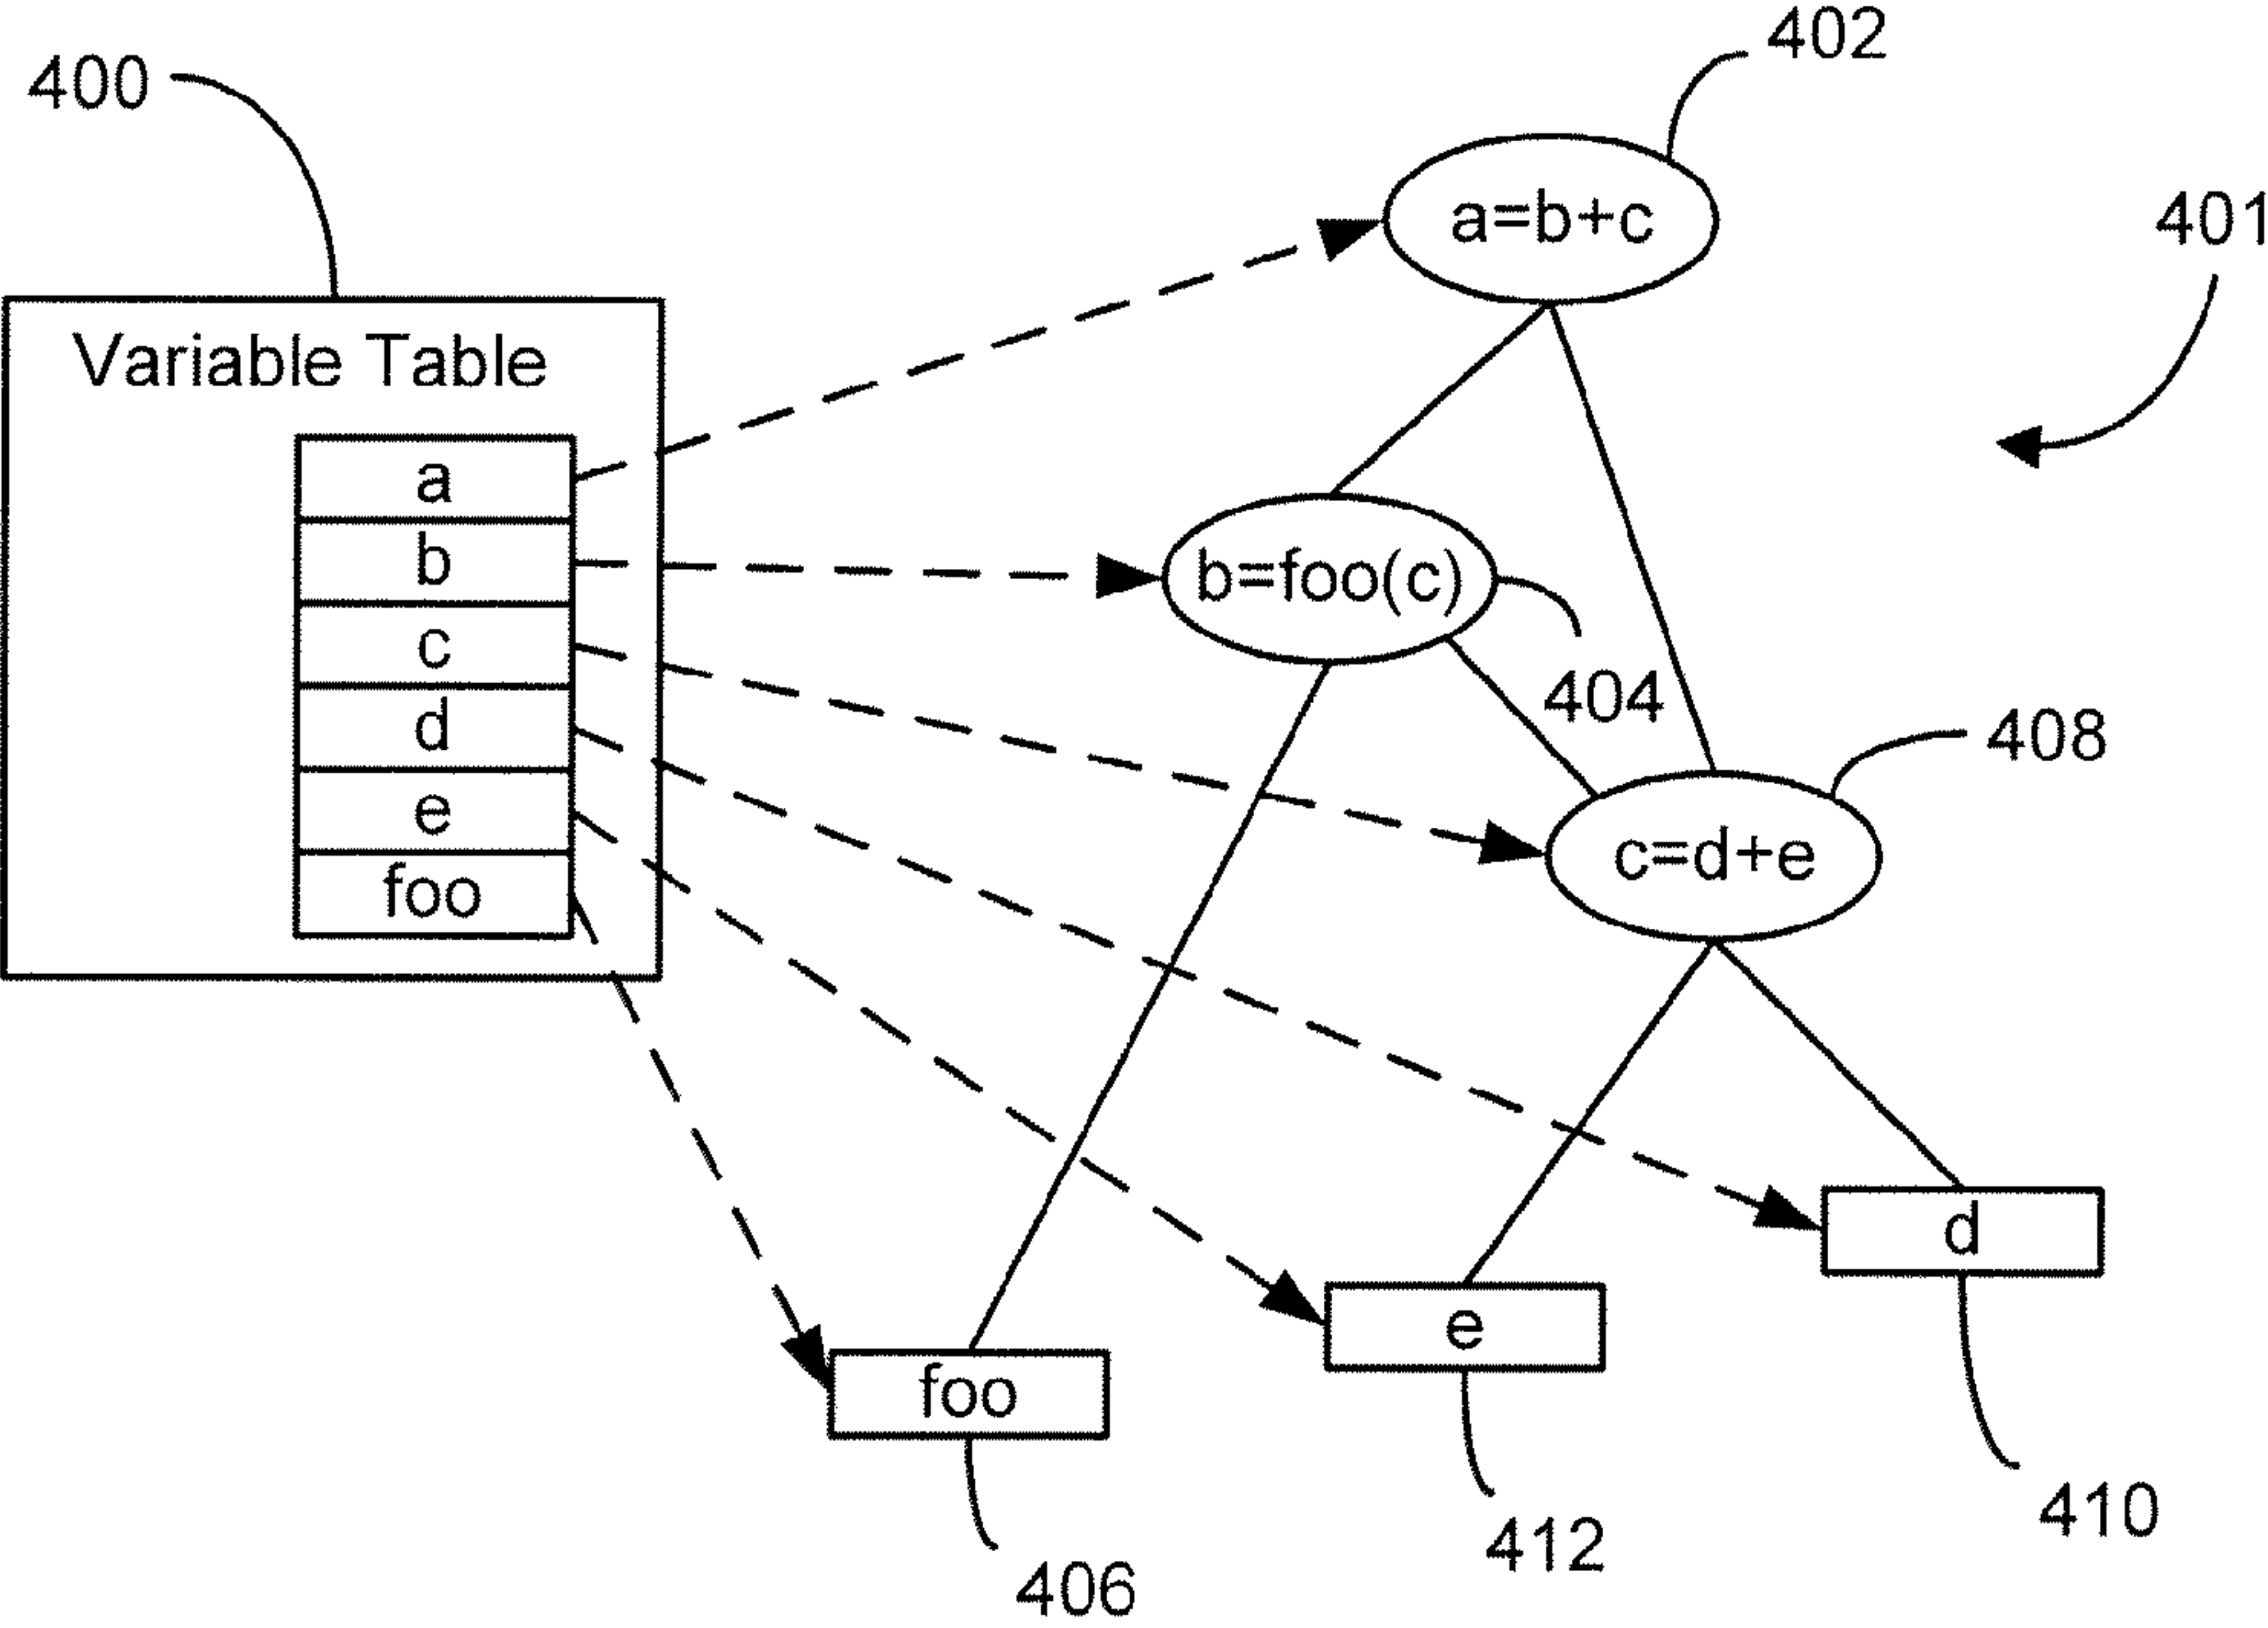 402
400
a=b+c
401
Variable Table
a
b
b=foo(c)
c
404
d
408
e
c=d+e
foo
d
e
foo
410
412
406